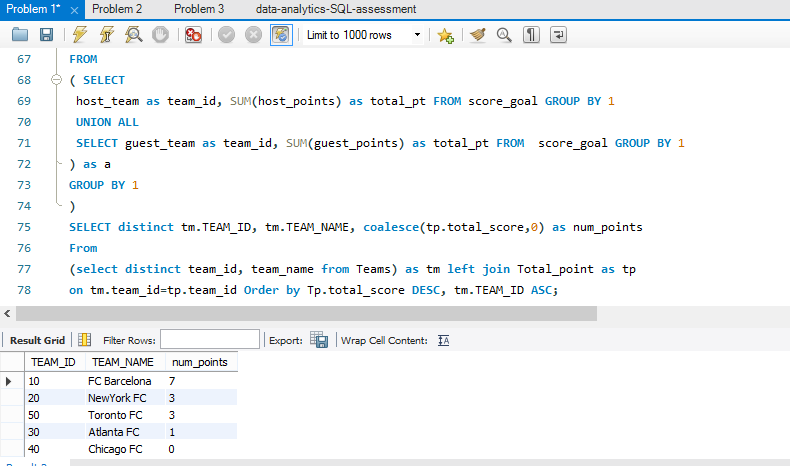 Problem 1* Problem 2 Problem 3 data-analytics-SQL-assessment
Limit to 1000 rows
67 FROM
68 ( SELECT
69 host_team as team_id, SUM(host_points) as total_pt FROM score_goal GROUP BY 1
70 UNION ALL
71 SELECT guest_team as team_id, SUM(guest_points) as total_pt FROM score_goal GROUP BY 1
72 ) as a
73 GROUP BY 1
74 )
75 SELECT distinct tm.TEAM_ID, tm.TEAM_NAME, coalesce(tp.total_score,0) as num_points
76 From
77 (select distinct team_id, team_name from Teams) as tm left join Total_point as tp
78 on tm.team_id=tp.team_id Order by Tp.total_score DESC, tm.TEAM_ID ASC;
Result Grid Filter Rows: Export: Wrap Cell Content:
TEAM_ID TEAM_NAME num_points
10 FC Barcelona 7
20 NewYork FC 3
50 Toronto FC 3
30 Atlanta FC 1
40 Chicago FC 0